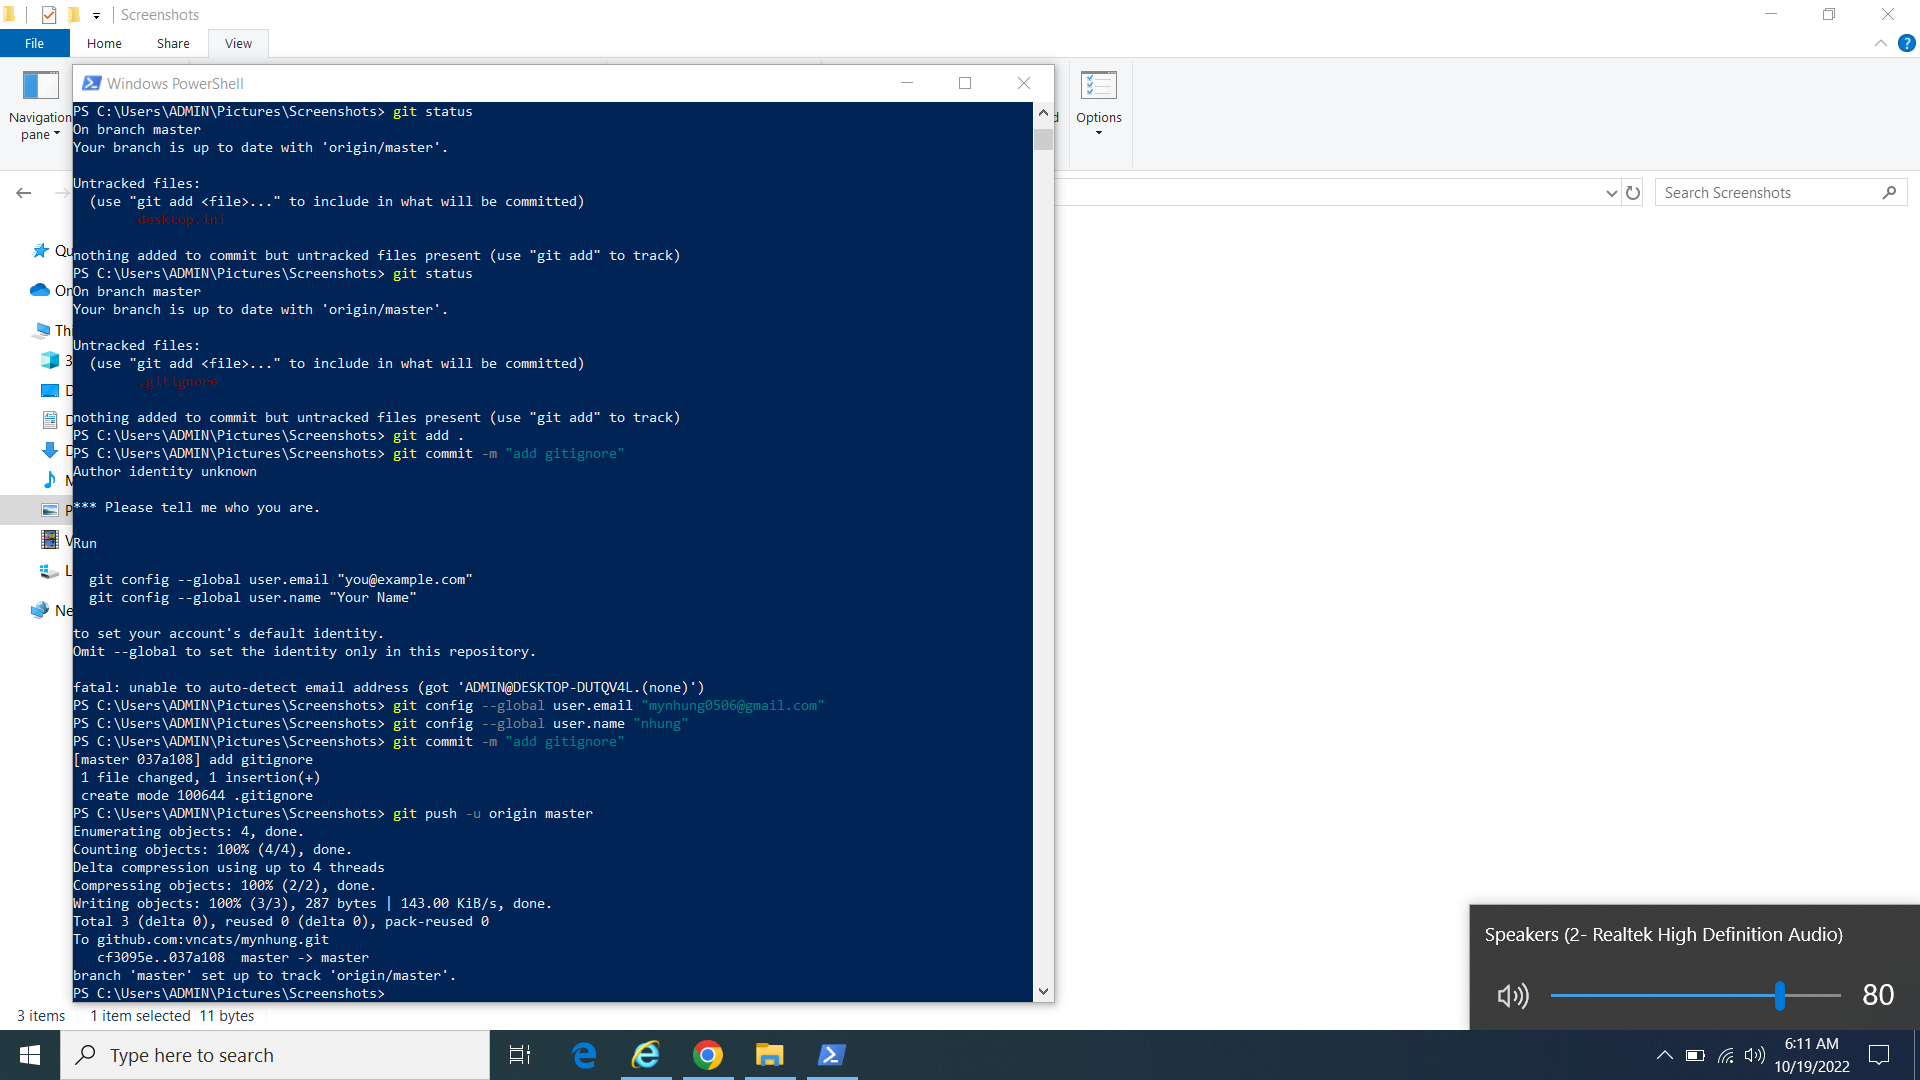 Screenshots
File
Home
Share
View
Navigation
pane
Options
Windows PowerShell
PS C:\Users\ADMIN\Pictures\Screenshots> git status
On branch master
Your branch is up to date with 'origin/master'.
Untracked files:
  (use "git add <file>..." to include in what will be committed)
        desktop.ini
nothing added to commit but untracked files present (use "git add" to track)
PS C:\Users\ADMIN\Pictures\Screenshots> git status
On branch master
Your branch is up to date with 'origin/master'.
Untracked files:
  (use "git add <file>..." to include in what will be committed)
        .gitignore
nothing added to commit but untracked files present (use "git add" to track)
PS C:\Users\ADMIN\Pictures\Screenshots> git add .
PS C:\Users\ADMIN\Pictures\Screenshots> git commit -m "add gitignore"
Author identity unknown
*** Please tell me who you are.
Run
  git config --global user.email "you@example.com"
  git config --global user.name "Your Name"
to set your account's default identity.
Omit --global to set the identity only in this repository.
fatal: unable to auto-detect email address (got 'ADMIN@DESKTOP-DUTQV4L.(none)')
PS C:\Users\ADMIN\Pictures\Screenshots> git config --global user.email "mynhung0506@gmail.com"
PS C:\Users\ADMIN\Pictures\Screenshots> git config --global user.name "nhung"
PS C:\Users\ADMIN\Pictures\Screenshots> git commit -m "add gitignore"
[master 037a108] add gitignore
 1 file changed, 1 insertion(+)
 create mode 100644 .gitignore
PS C:\Users\ADMIN\Pictures\Screenshots> git push -u origin master
Enumerating objects: 4, done.
Counting objects: 100% (4/4), done.
Delta compression using up to 4 threads
Compressing objects: 100% (2/2), done.
Writing objects: 100% (3/3), 287 bytes | 143.00 KiB/s, done.
Total 3 (delta 0), reused 0 (delta 0), pack-reused 0
To github.com:vncats/mynhung.git
   cf3095e..037a108  master -> master
branch 'master' set up to track 'origin/master'.
PS C:\Users\ADMIN\Pictures\Screenshots>
Search Screenshots
Speakers (2- Realtek High Definition Audio)
80
3 items
1 item selected 11 bytes
Type here to search
6:11 AM
10/19/2022